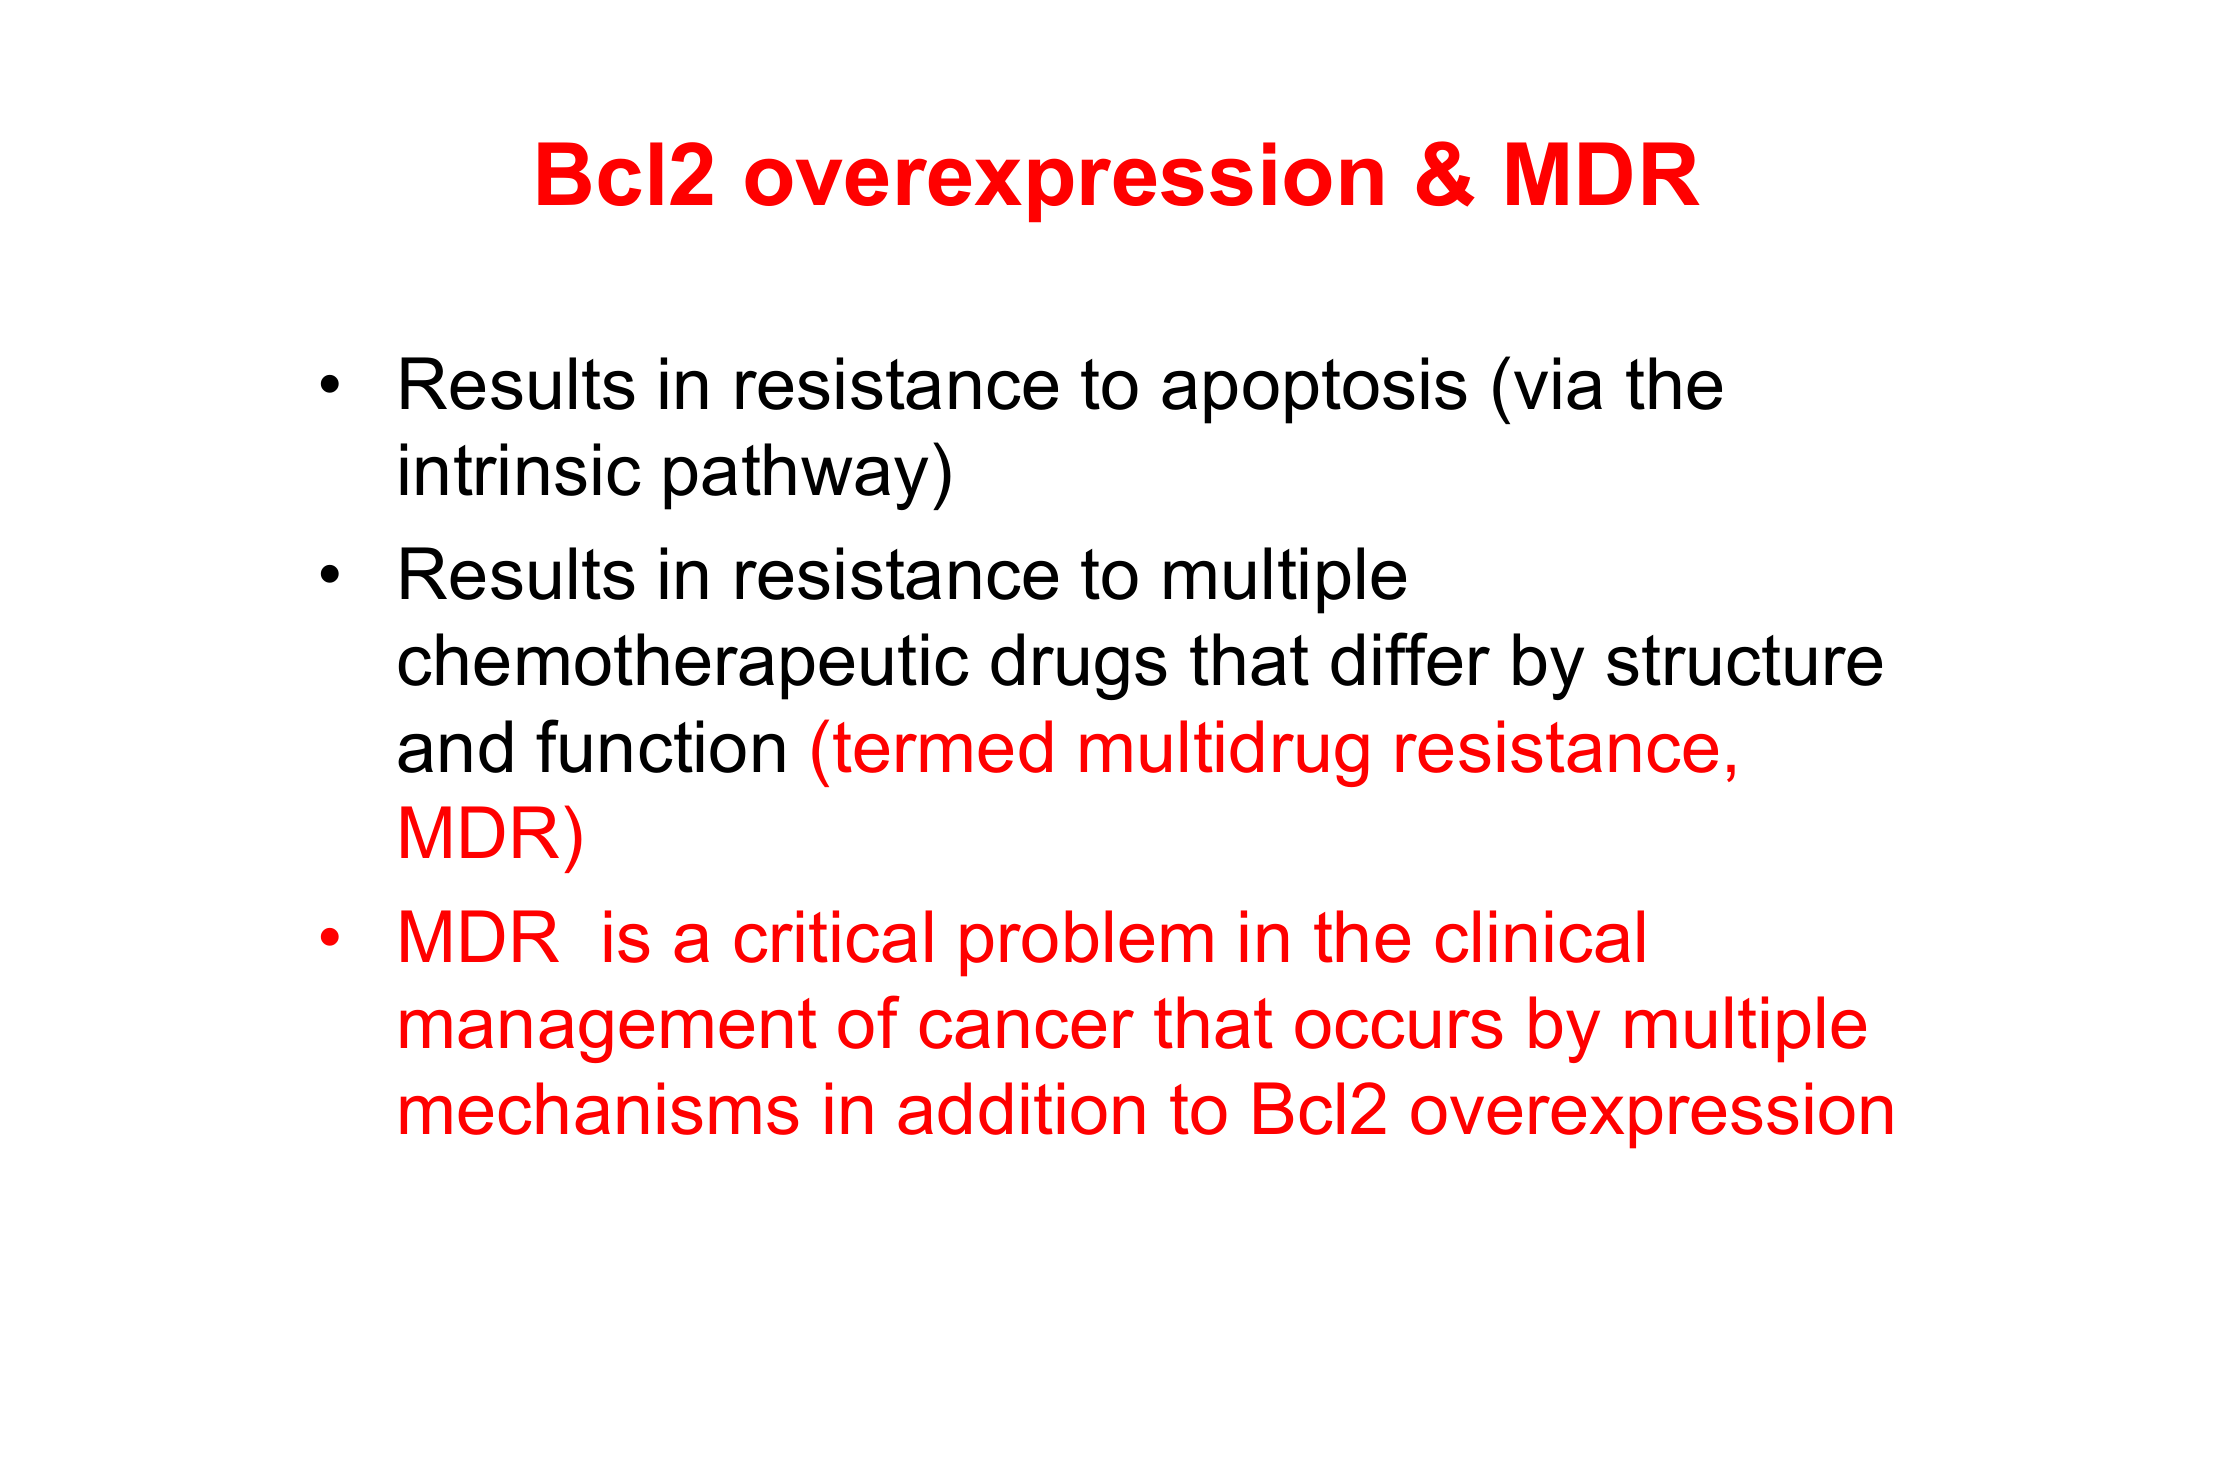 Bcl2 overexpression & MDR
• Results in resistance to apoptosis (via the
intrinsic pathway)
• Results in resistance to multiple
chemotherapeutic drugs that differ by structure
and function (termed multidrug resistance,
MDR)
• MDR  is a critical problem in the clinical
management of cancer that occurs by multiple
mechanisms in addition to Bcl2 overexpression